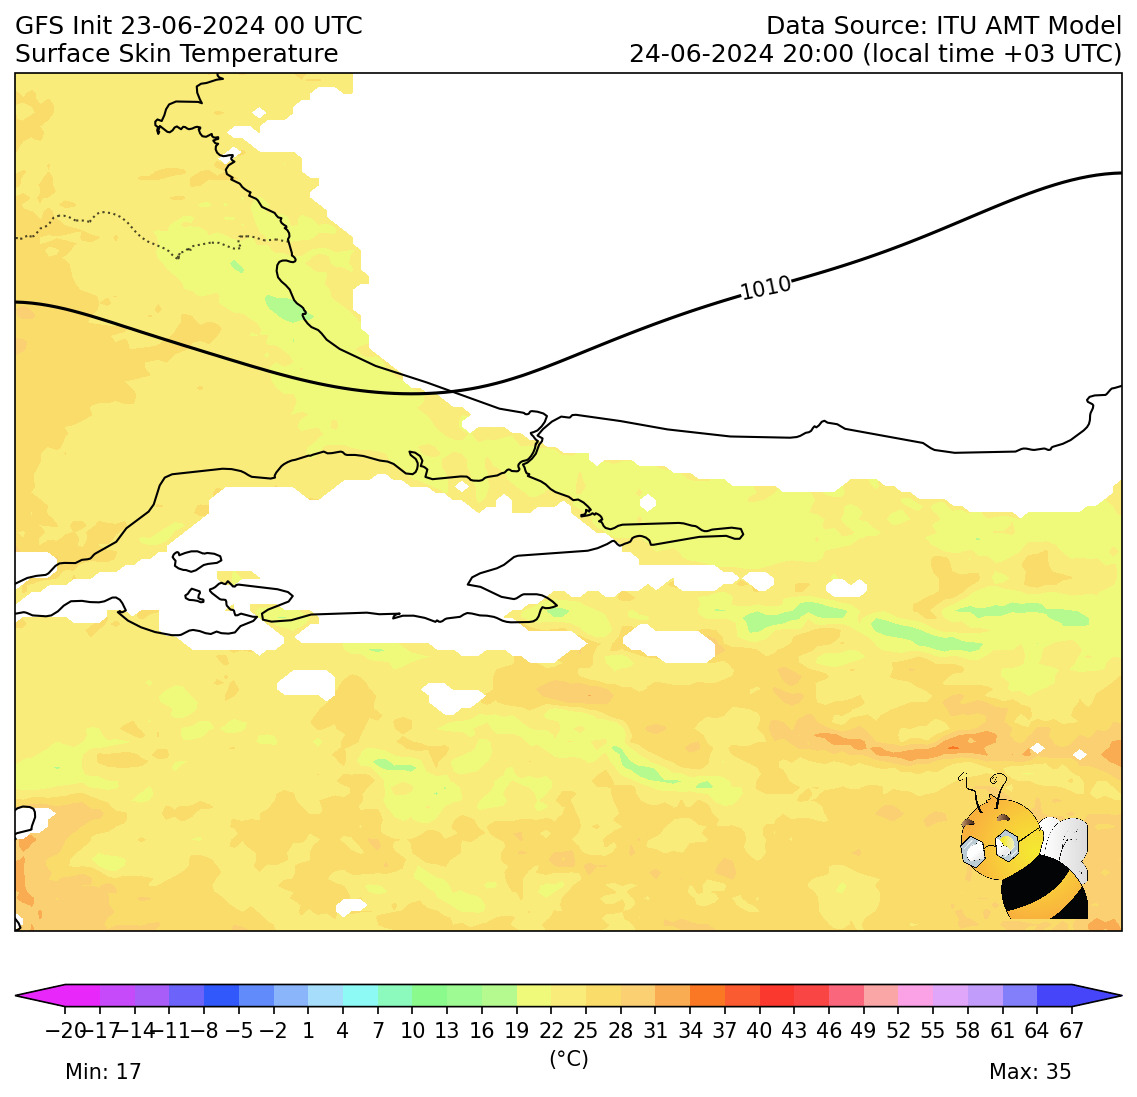 GFS Init 23-06-2024 00 UTC
Data Source: ITU AMT Model
Surface Skin Temperature
24-06-2024 20:00 (local time +03 UTC)
1010
−20 −17 −14 −11 −8 −5 −2 1 4 7 10 13 16 19 22 25 28 31 34 37 40 43 46 49 52 55 58 61 64 67
(°C)
Min: 17
Max: 35